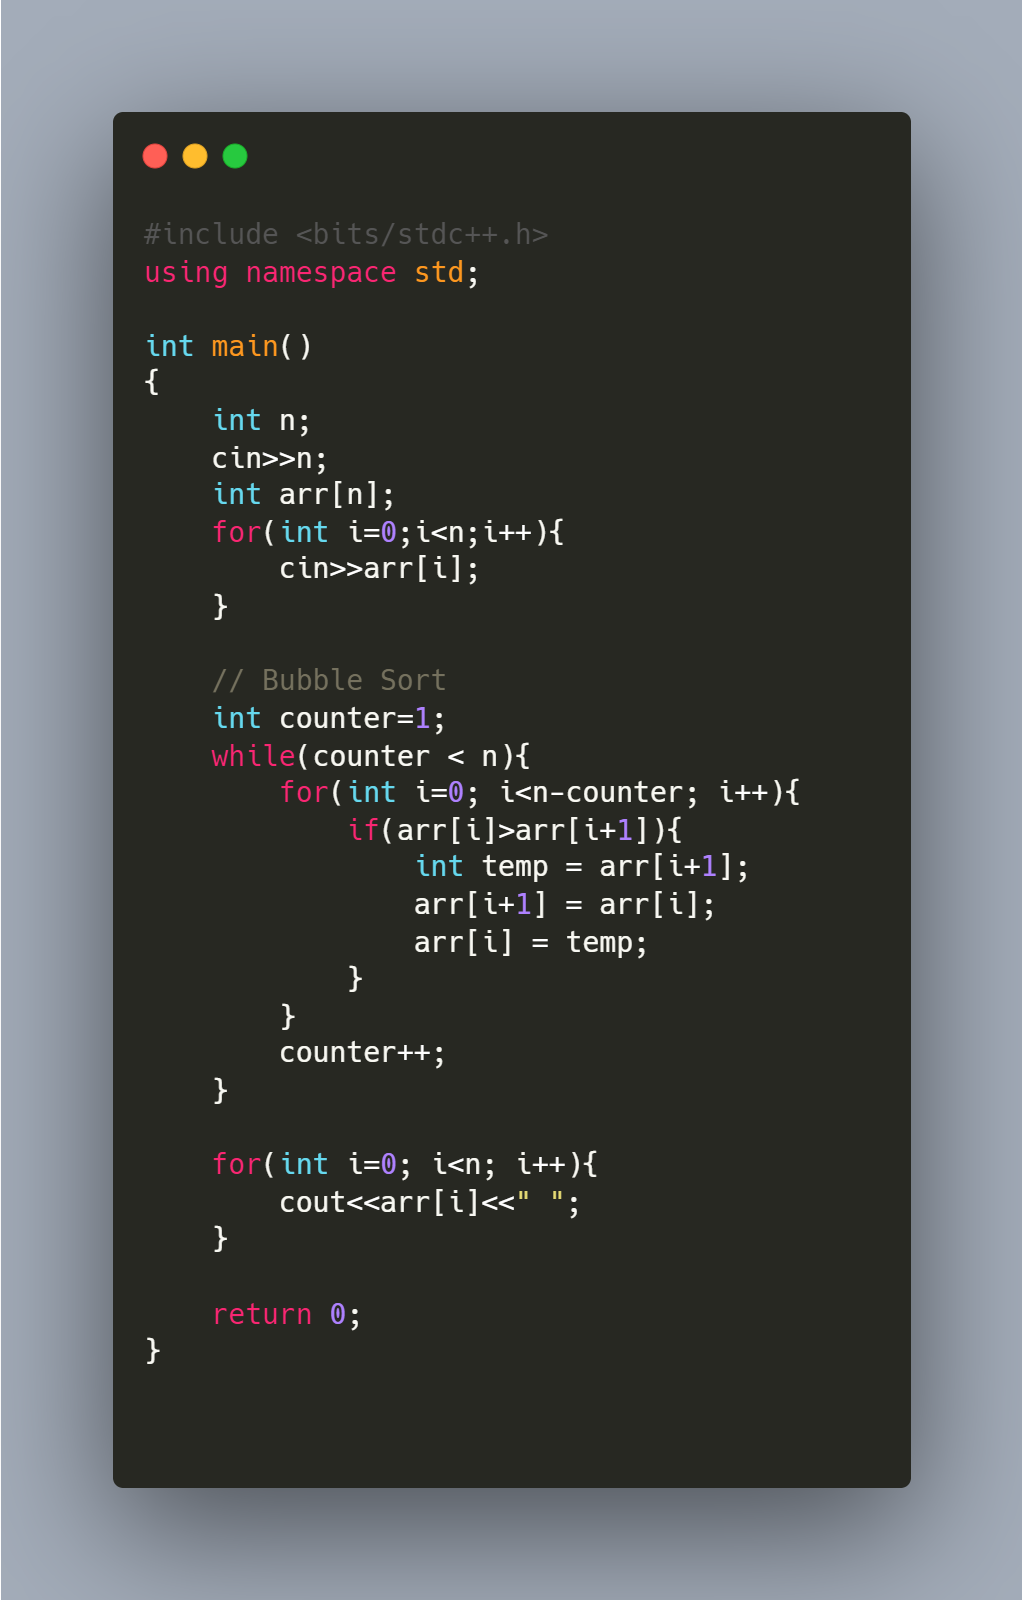 #include <bits/stdc++.h>
using namespace std;

int main()
{
    int n;
    cin>>n;
    int arr[n];
    for(int i=0;i<n;i++){
        cin>>arr[i];
    }

    // Bubble Sort
    int counter=1;
    while(counter < n){
        for(int i=0; i<n-counter; i++){
            if(arr[i]>arr[i+1]){
                int temp = arr[i+1];
                arr[i+1] = arr[i];
                arr[i] = temp;
            }
        }
        counter++;
    }

    for(int i=0; i<n; i++){
        cout<<arr[i]<<" ";
    }

    return 0;
}